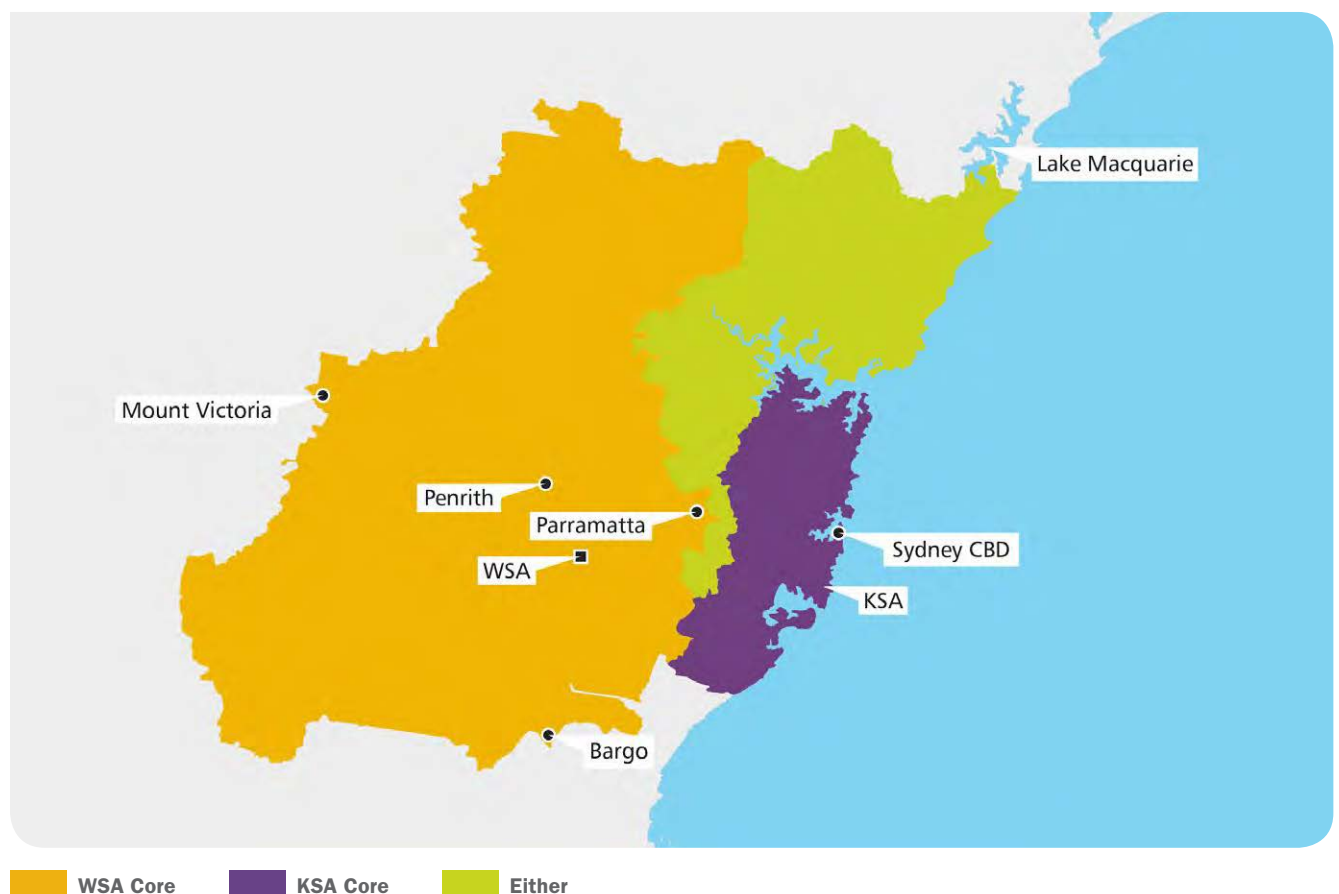 Lake Macquarie
Mount Victoria
Penrith
Parramatta
WSA
Sydney CBD
KSA
Bargo
WSA Core
KSA Core
Either